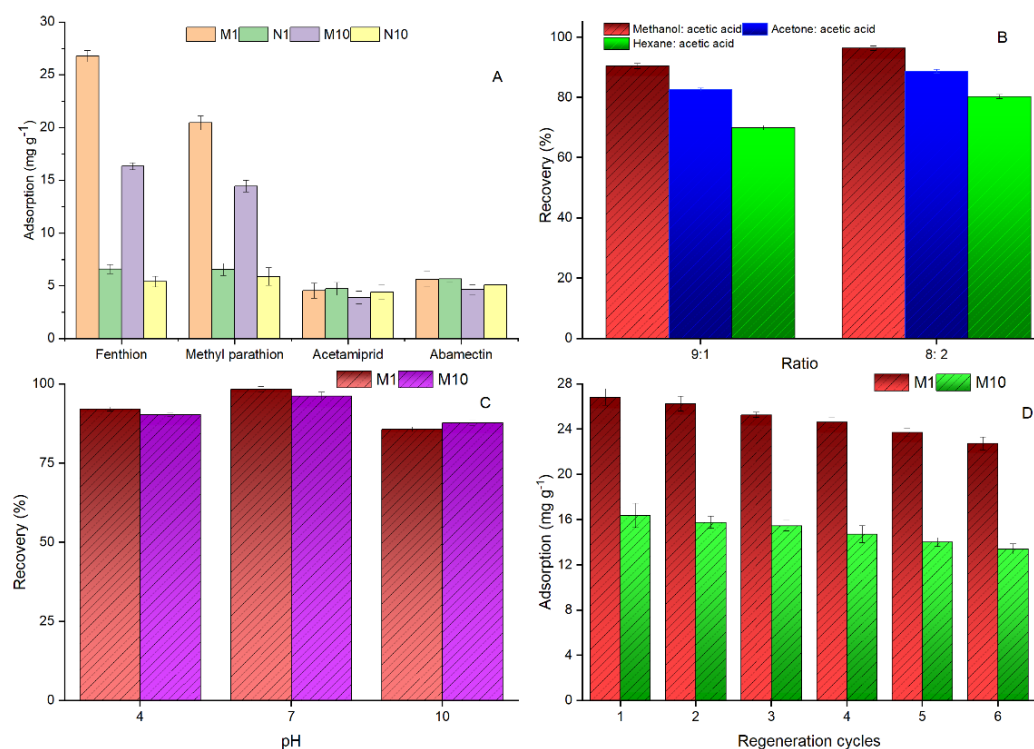 M1 N1 M10 N10
A
30
25
20
15
10
5
0
Adsorption (mg g-1)
Fenthion Methyl parathion Acetamiprid Abamectin
Methanol: acetic acid Acetone: acetic acid
Hexane: acetic acid
B
100
80
60
40
20
0
Recovery (%)
9:1 8: 2
Ratio
M1 M10
C
100
75
50
25
0
Recovery (%)
4 7 10
pH
M1 M10
D
28
24
20
16
12
8
4
0
Adsorption (mg g-1)
1 2 3 4 5 6
Regeneration cycles